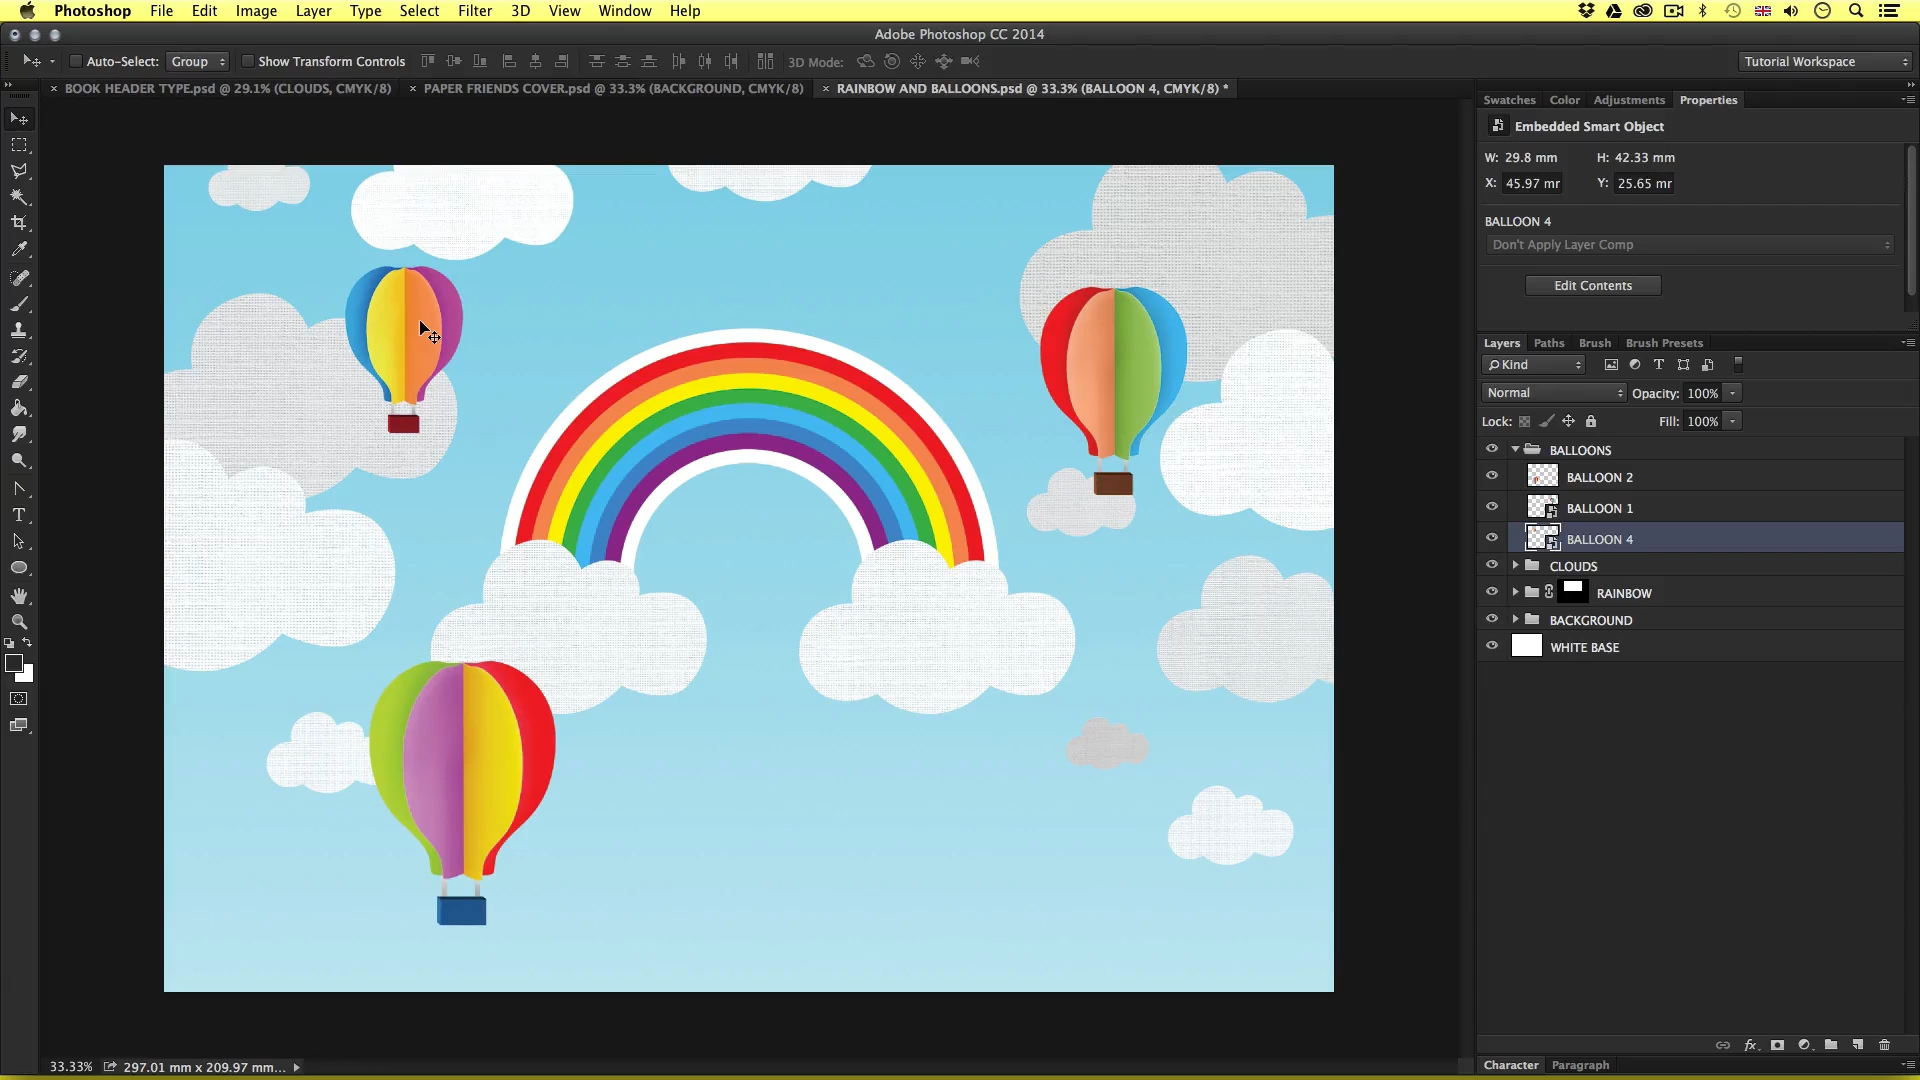 Photoshop File Edit Image Layer Type Select Filter 3D View Window Help
Adobe Photoshop CC 2014
Auto-Select: Group Show Transform Controls 3D Mode: Tutorial Workspace
BOOK HEADER TYPE.psd @ 29.1% (CLOUDS, CMYK/8) PAPER FRIENDS COVER.psd @ 33.3% (BACKGROUND, CMYK/8) RAINBOW AND BALLOONS.psd @ 33.3% (BALLOON 4, CMYK/8) *
Swatches Color Adjustments Properties
Embedded Smart Object
W: 29.8 mm H: 42.33 mm
X: 45.97 mr Y: 25.65 mr
BALLOON 4
Don't Apply Layer Comp
Edit Contents
Layers Paths Brush Brush Presets
Kind
Normal Opacity: 100%
Lock: Fill: 100%
BALLOONS
BALLOON 2
BALLOON 1
BALLOON 4
CLOUDS
RAINBOW
BACKGROUND
WHITE BASE
fx
33.33% 297.01 mm x 209.97 mm...
Character Paragraph